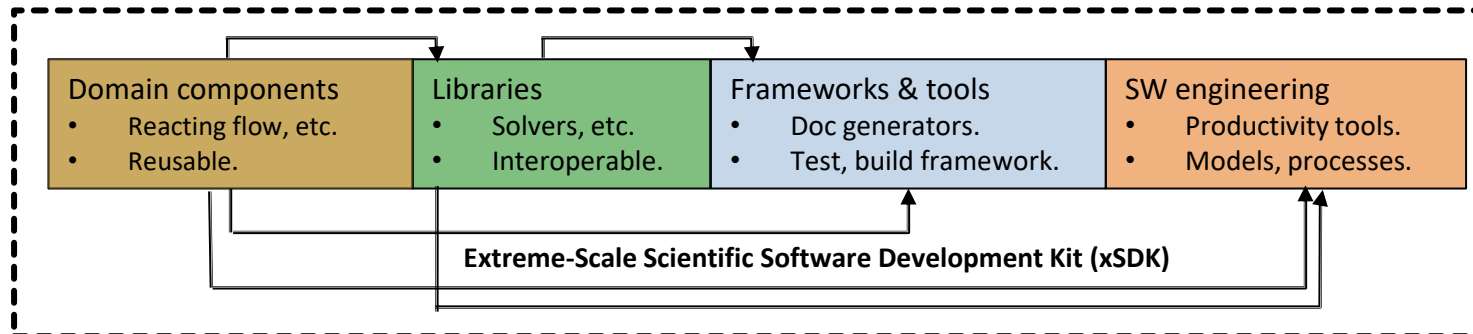 Domain components
• Reacting flow, etc.
• Reusable.
Libraries
• Solvers, etc.
• Interoperable.
Frameworks & tools
• Doc generators.
• Test, build framework.
SW engineering
• Productivity tools.
• Models, processes.
Extreme-Scale Scientific Software Development Kit (xSDK)